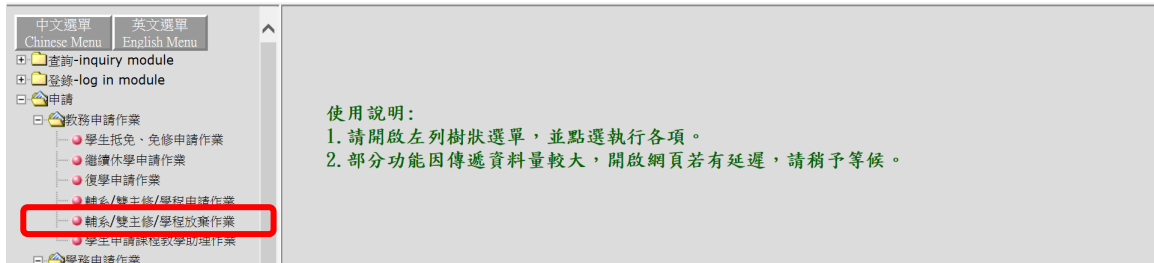 中文選單
Chinese Menu
英文選單
English Menu
查詢-inquiry module
登錄-log in module
申請
教務申請作業
學生抵免、免修申請作業
繼續休學申請作業
復學申請作業
輔系/雙主修/學程申請作業
輔系/雙主修/學程放棄作業
學生申請課程教學助理作業
學務申請作業
使用說明:
1.請開啟左列樹狀選單，並點選執行各項。
2.部分功能因傳遞資料量較大，開啟網頁若有延遲，請稍予等候。